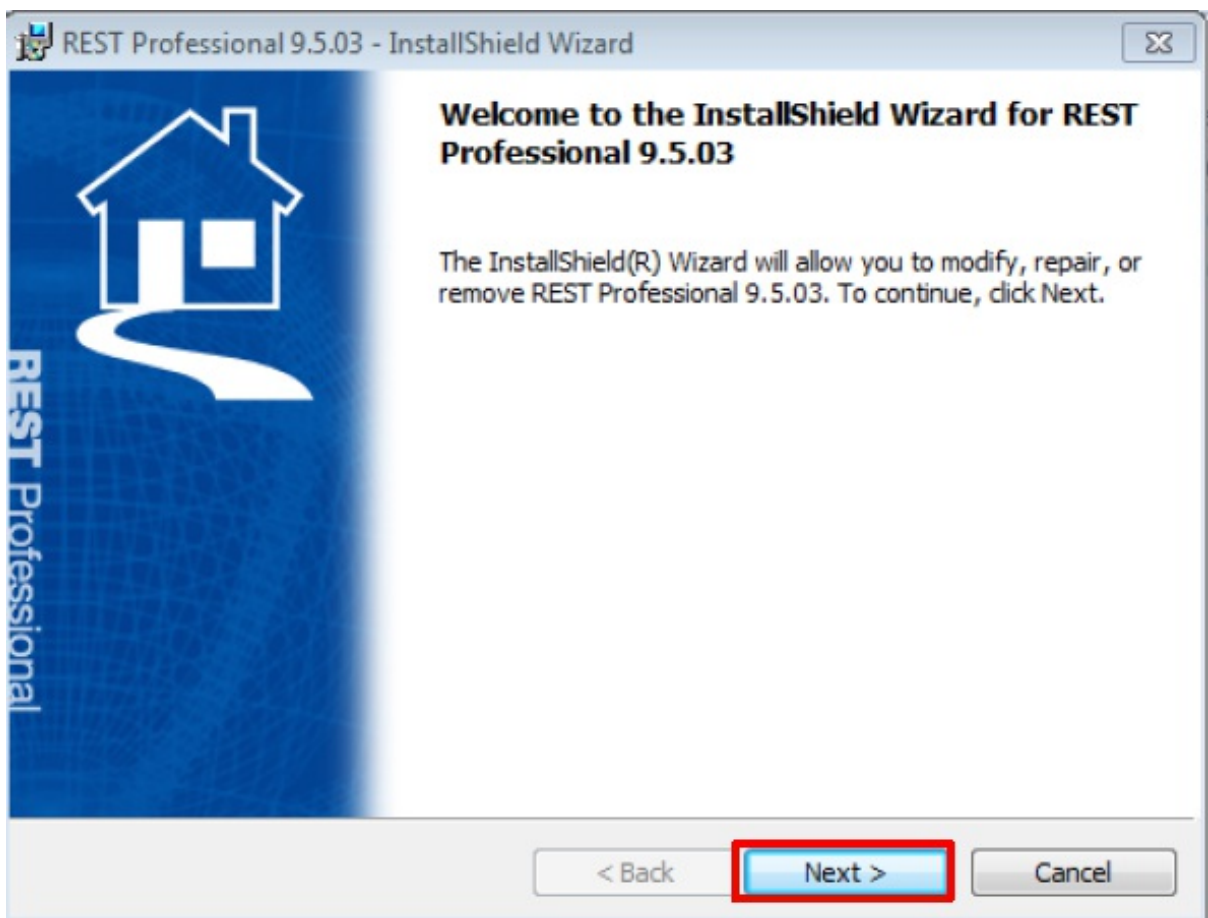 REST Professional 9.5.03 - InstallShield Wizard
Welcome to the InstallShield Wizard for REST
Professional 9.5.03
The InstallShield(R) Wizard will allow you to modify, repair, or
remove REST Professional 9.5.03. To continue, click Next.
REST Professional
< Back
Next >
Cancel